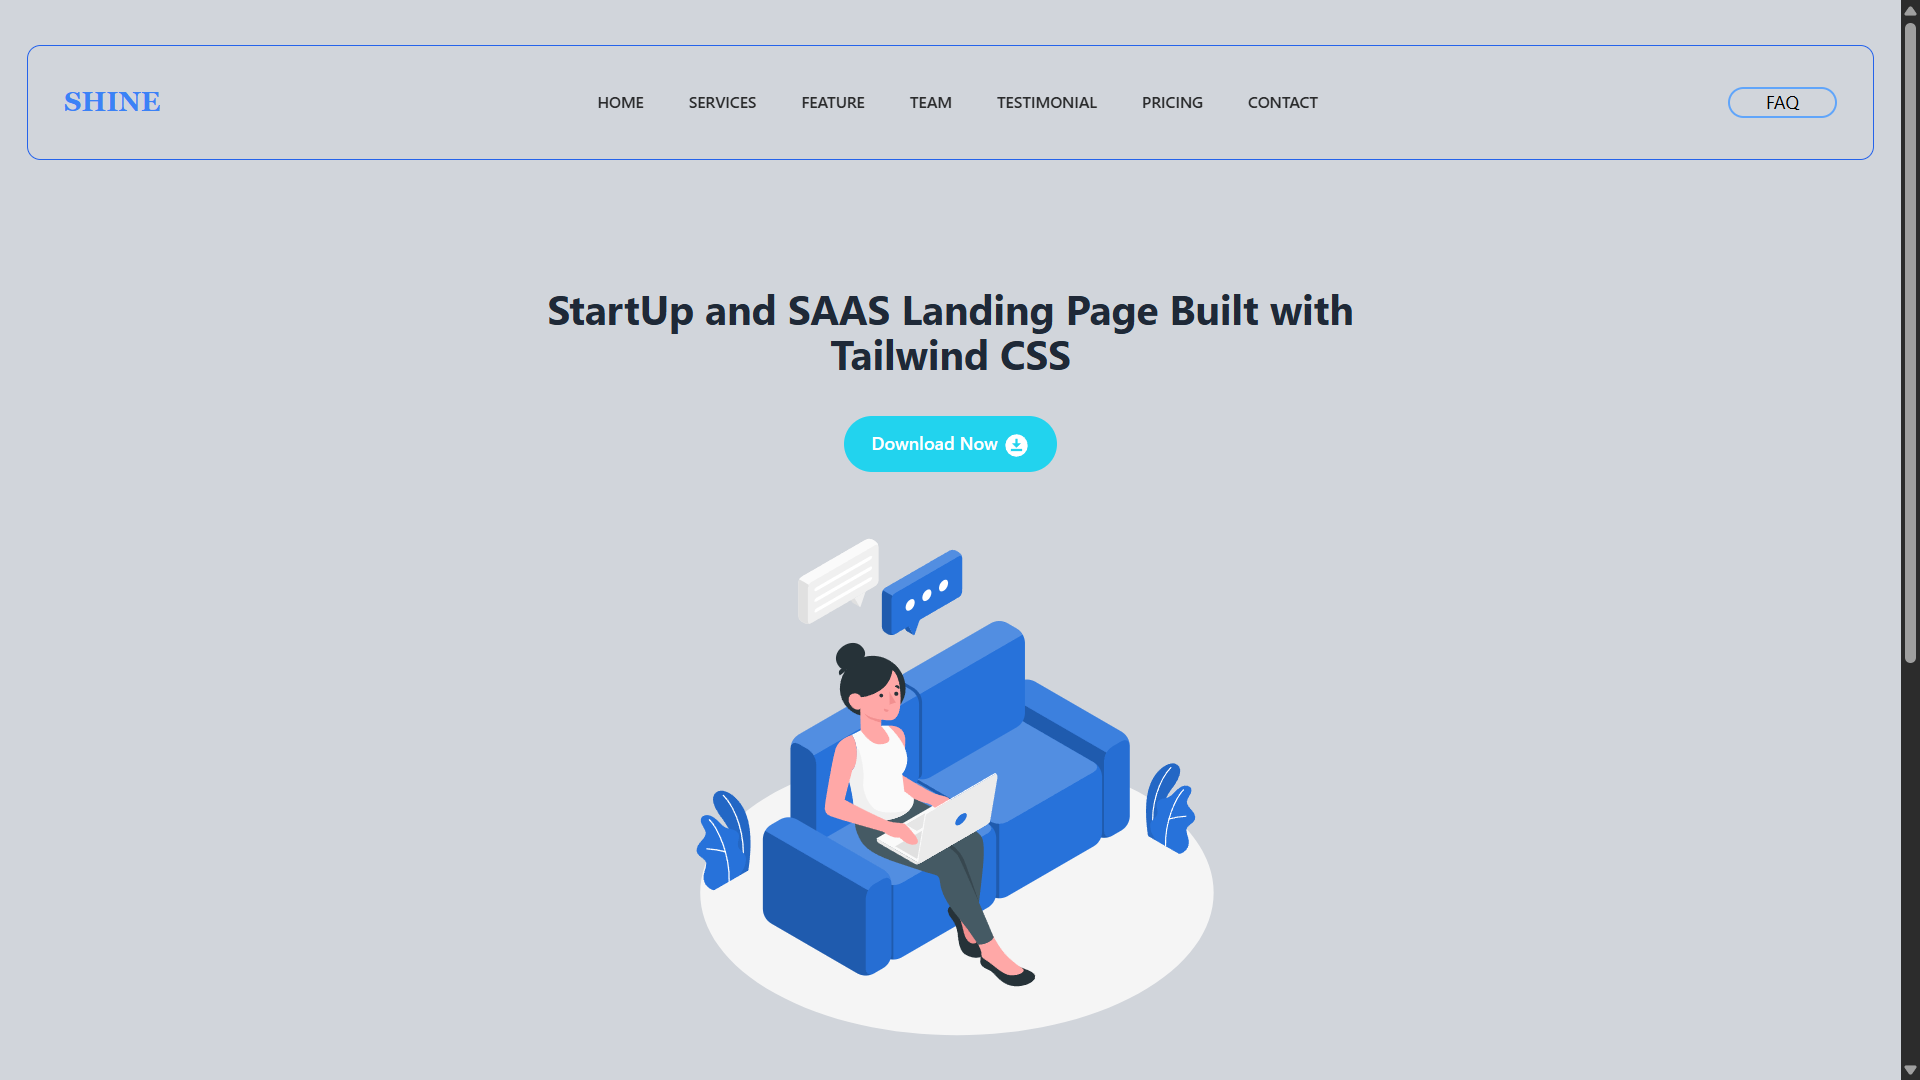 SHINE
HOME SERVICES FEATURE TEAM TESTIMONIAL PRICING CONTACT
FAQ
StartUp and SAAS Landing Page Built with
Tailwind CSS
Download Now